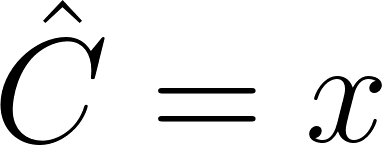 Ĉ = x